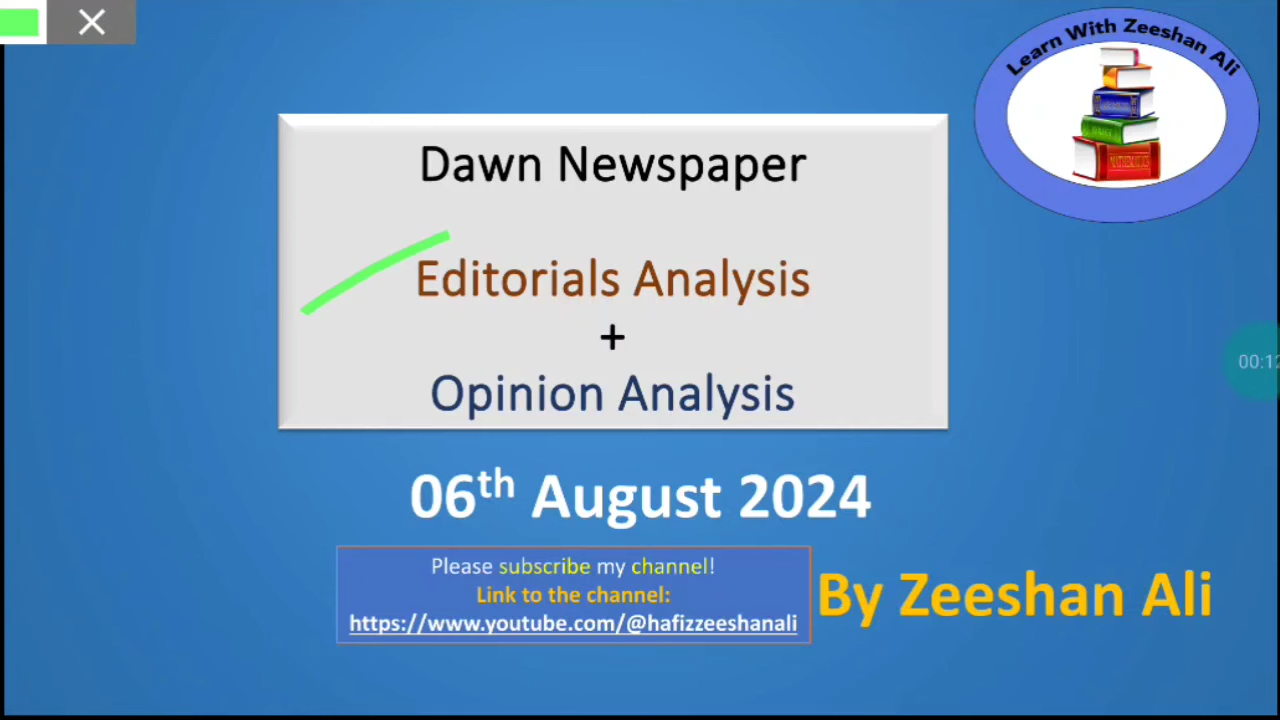 Learn With Zeeshan Ali
Dawn Newspaper
Editorials Analysis
+
Opinion Analysis
06th August 2024
Please subscribe my channel!
Link to the channel:
https://www.youtube.com/@hafizzeeshanali
By Zeeshan Ali